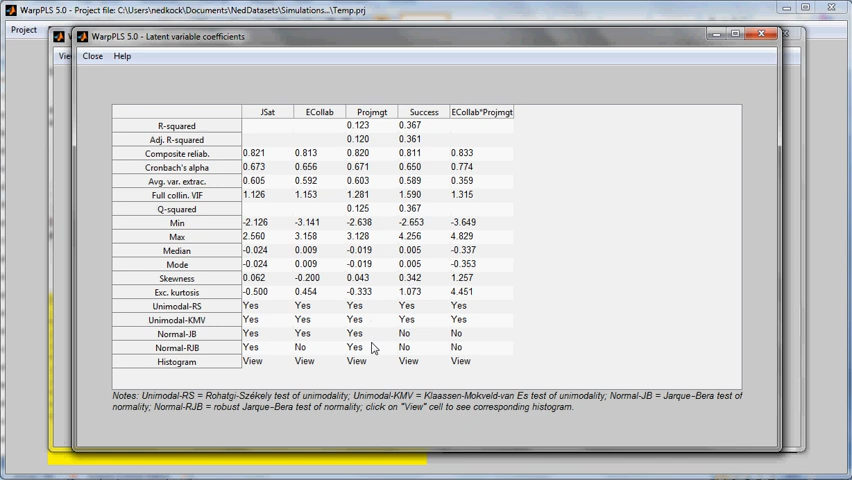 WarpPLS 5.0 - Project file: C:\Users\nedkock\Documents\NedDatasets\Simulations...\Temp.prj
Project
WarpPLS 5.0 - Latent variable coefficients
Close Help
JSat ECollab Projmgt Success ECollab*Projmgt
R-squared 0.123 0.367
Adj. R-squared 0.120 0.361
Composite reliab. 0.821 0.813 0.820 0.811 0.833
Cronbach's alpha 0.673 0.656 0.671 0.650 0.774
Avg. var. extrac. 0.605 0.592 0.603 0.589 0.359
Full collin. VIF 1.126 1.153 1.281 1.590 1.315
Q-squared 0.125 0.367
Min -2.126 -3.141 -2.638 -2.653 -3.649
Max 2.560 3.158 3.128 4.256 4.829
Median -0.024 0.009 -0.019 0.005 -0.337
Mode -0.024 0.009 -0.019 0.005 -0.353
Skewness 0.062 -0.200 0.043 0.342 1.257
Exc. kurtosis -0.500 0.454 -0.333 1.073 4.451
Unimodal-RS Yes Yes Yes Yes Yes
Unimodal-KMV Yes Yes Yes Yes Yes
Normal-JB Yes Yes Yes No No
Normal-RJB Yes No Yes No No
Histogram View View View View View
Notes: Unimodal-RS = Rohatgi-Székely test of unimodality; Unimodal-KMV = Klaassen-Mokveld-van Es test of unimodality; Normal-JB = Jarque–Bera test of
normality; Normal-RJB = robust Jarque–Bera test of normality; click on "View" cell to see corresponding histogram.